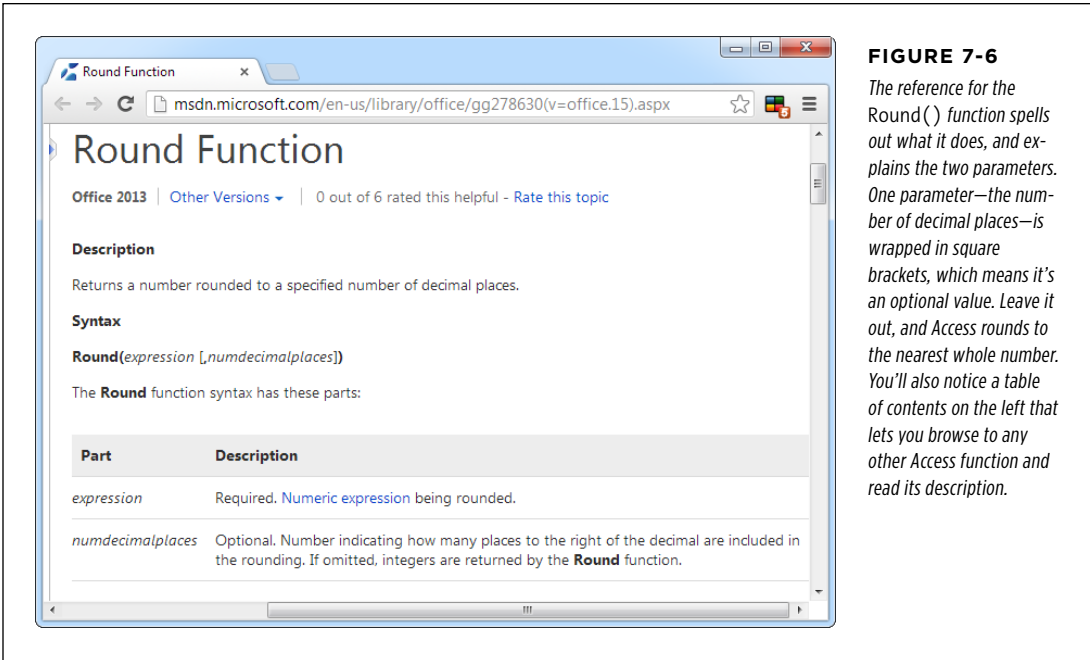 Round Function
msdn.microsoft.com/en-us/library/office/gg278630(v=office.15).aspx
5
Round Function
Office 2013 | Other Versions | 0 out of 6 rated this helpful - Rate this topic
Description
Returns a number rounded to a specified number of decimal places.
Syntax
Round(expression [,numdecimalplaces])
The Round function syntax has these parts:
Part Description
expression Required. Numeric expression being rounded.
numdecimalplaces Optional. Number indicating how many places to the right of the decimal are included in
the rounding. If omitted, integers are returned by the Round function.
FIGURE 7-6
The reference for the
Round() function spells
out what it does, and ex-
plains the two parameters.
One parameter—the num-
ber of decimal places—is
wrapped in square
brackets, which means it's
an optional value. Leave it
out, and Access rounds to
the nearest whole number.
You'll also notice a table
of contents on the left that
lets you browse to any
other Access function and
read its description.